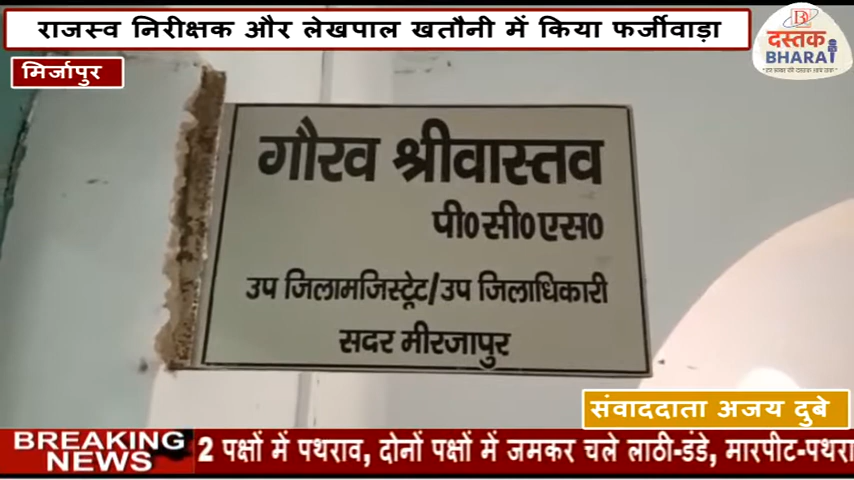 राजस्व निरीक्षक और लेखपाल खतौनी में किया फर्जीवाड़ा
दस्तक
BHARAT
मिर्जापुर
गौरव श्रीवास्तव
पी0सी0एस0
उप जिलामजिस्ट्रेट/उप जिलाधिकारी
सदर मीरजापुर
संवाददाता अजय दुबे
BREAKING NEWS
2 पक्षों में पथराव, दोनों पक्षों में जमकर चले लाठी-डंडे, मारपीट-पथरा